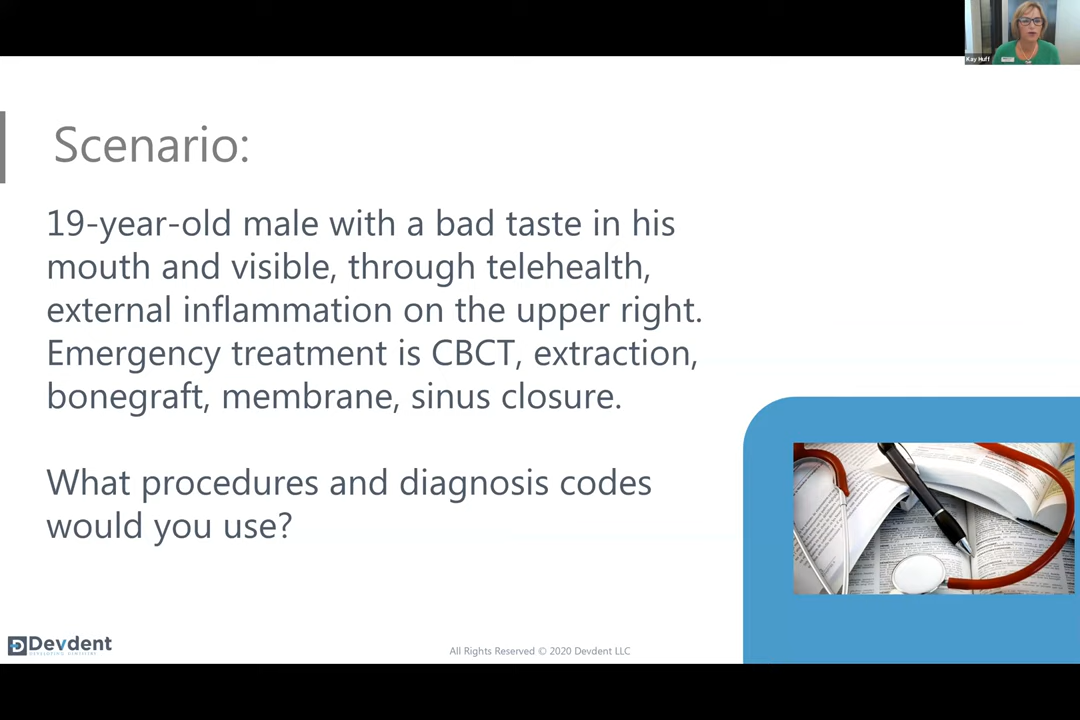 Kay Huff
Scenario:
19-year-old male with a bad taste in his
mouth and visible, through telehealth,
external inflammation on the upper right.
Emergency treatment is CBCT, extraction,
bonegraft, membrane, sinus closure.
What procedures and diagnosis codes
would you use?
Devdent
All Rights Reserved © 2020 Devdent LLC